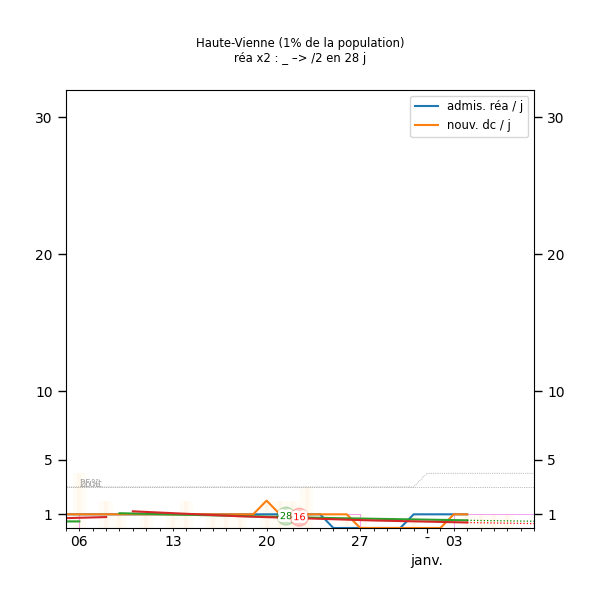 Haute-Vienne (1% de la population)
réa x2 : _ –> /2 en 28 j
admis. réa / j
nouv. dc / j
30 30
20 20
10 10
5 5
28 16
1 1
06 13 20 27 - 03
janv.